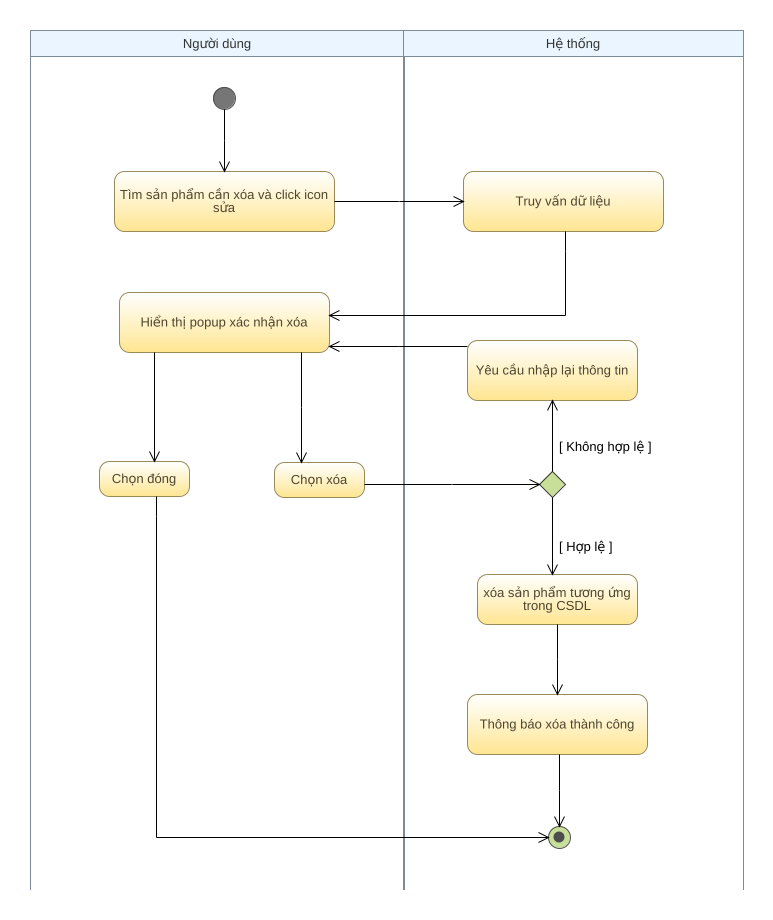 Người dùng
Hệ thống
Tìm sản phẩm cần xóa và click icon
sửa
Truy vấn dữ liệu
Hiển thị popup xác nhận xóa
Yêu cầu nhập lại thông tin
[ Không hợp lệ ]
Chọn đóng
Chọn xóa
[ Hợp lệ ]
xóa sản phẩm tương ứng
trong CSDL
Thông báo xóa thành công